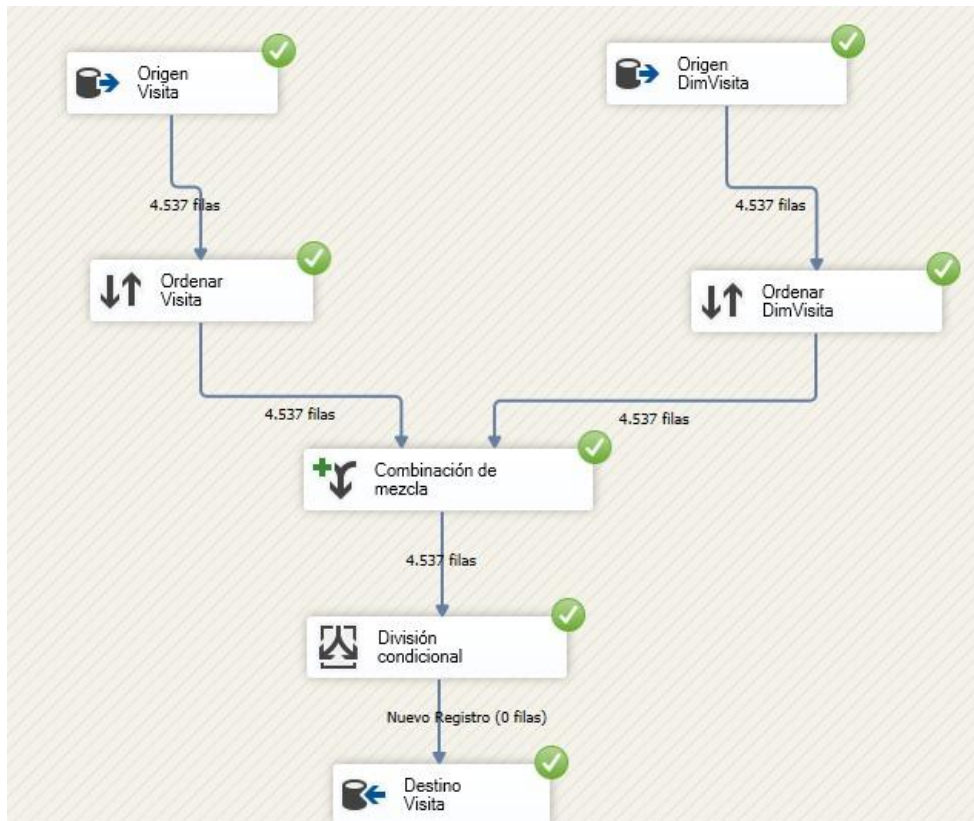 Origen
Visita
Origen
DimVisita
4.537 filas
4.537 filas
Ordenar
Visita
Ordenar
DimVisita
4.537 filas
4.537 filas
Combinación de
mezcla
4.537 filas
División
condicional
Nuevo Registro (0 filas)
Destino
Visita